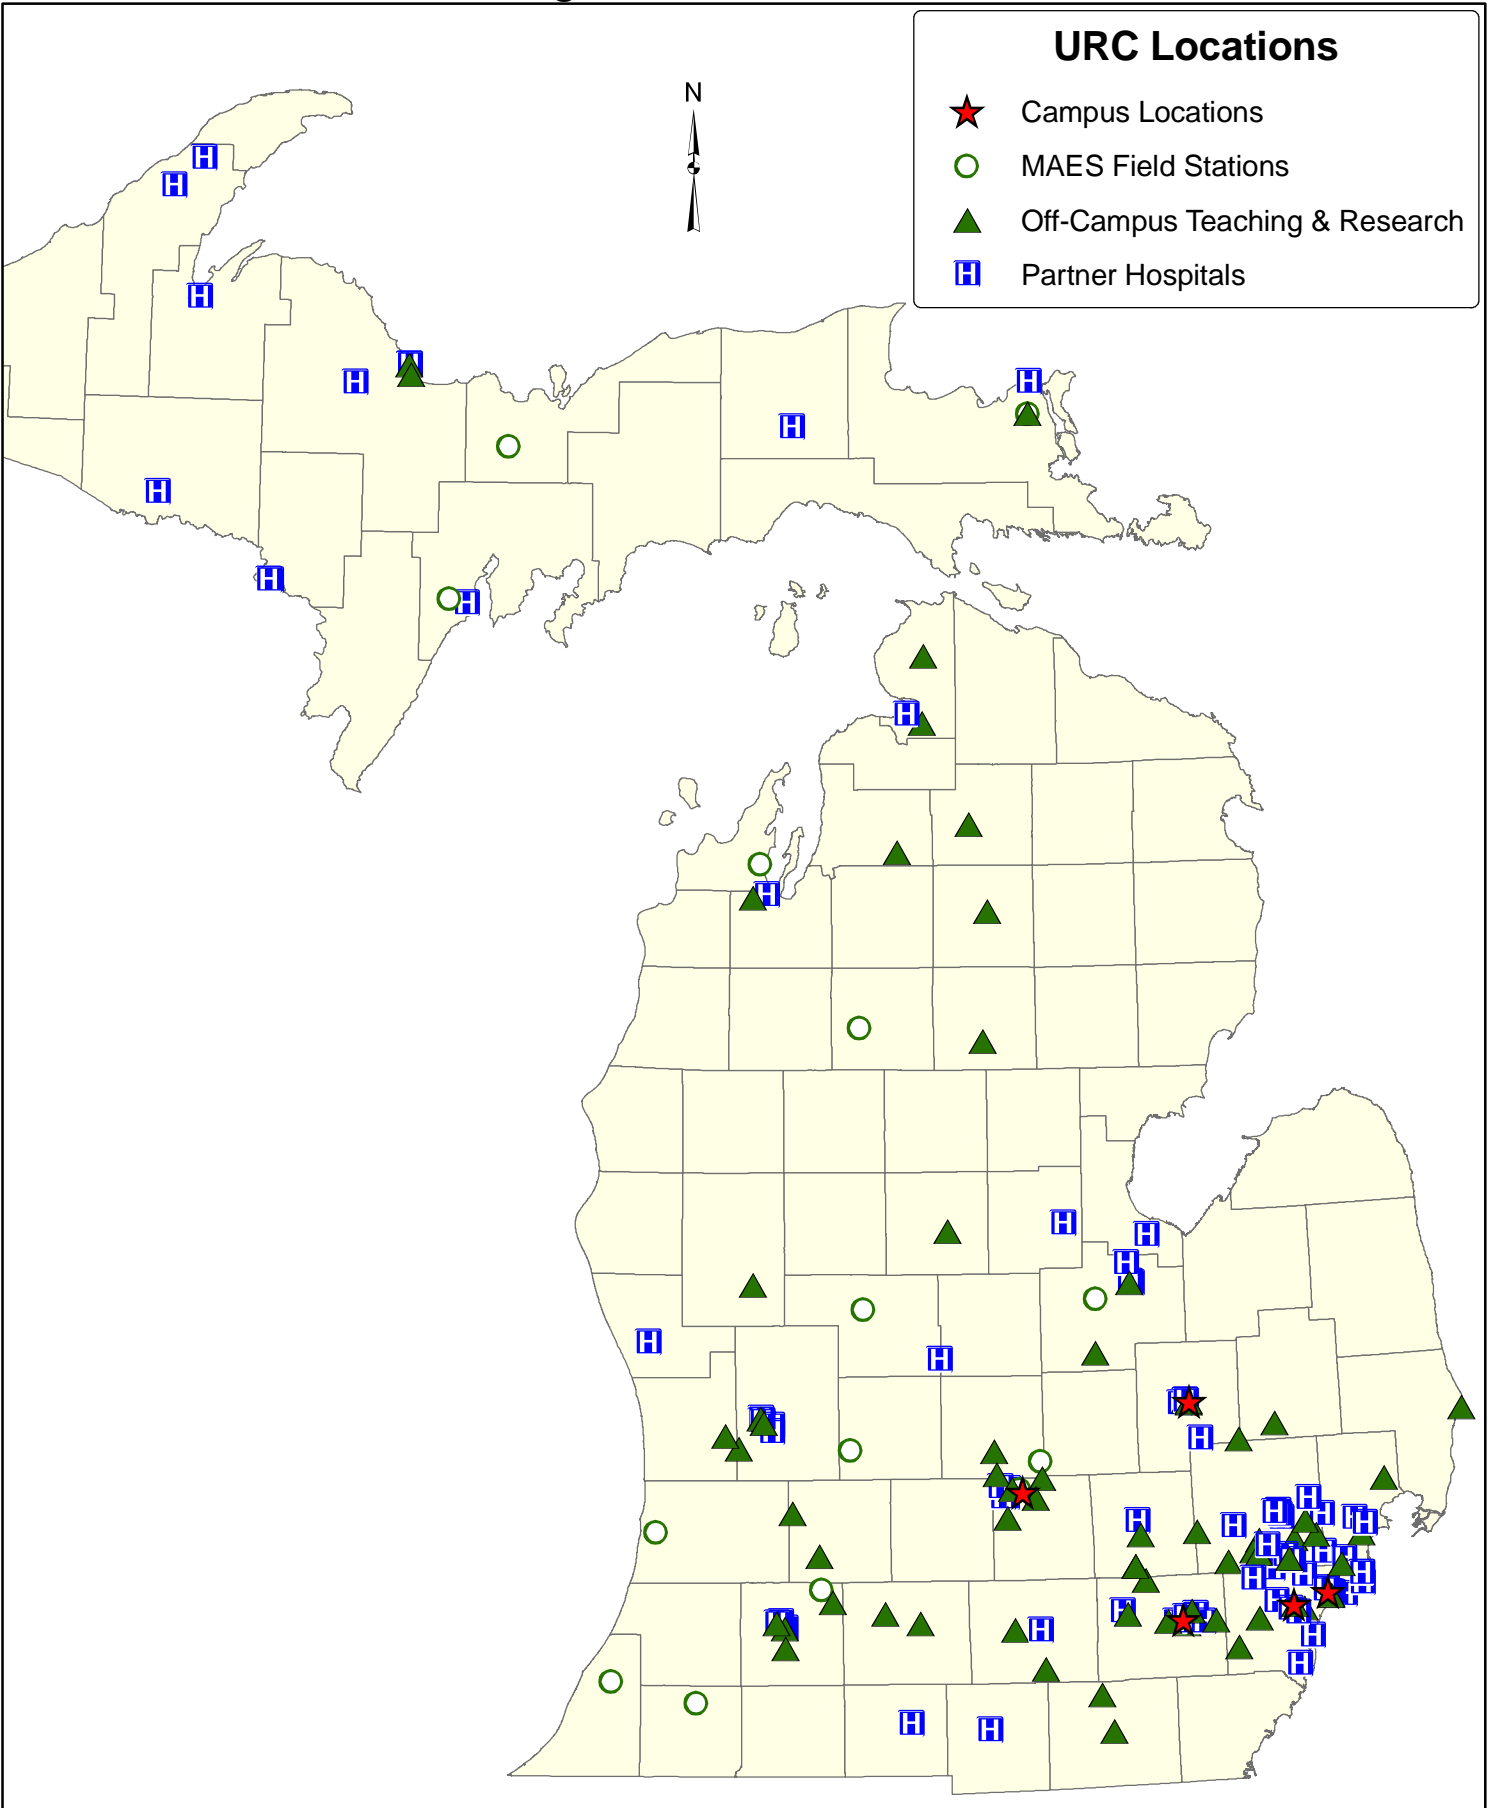 URC Locations
N
Campus Locations
MAES Field Stations
Off-Campus Teaching & Research
H Partner Hospitals